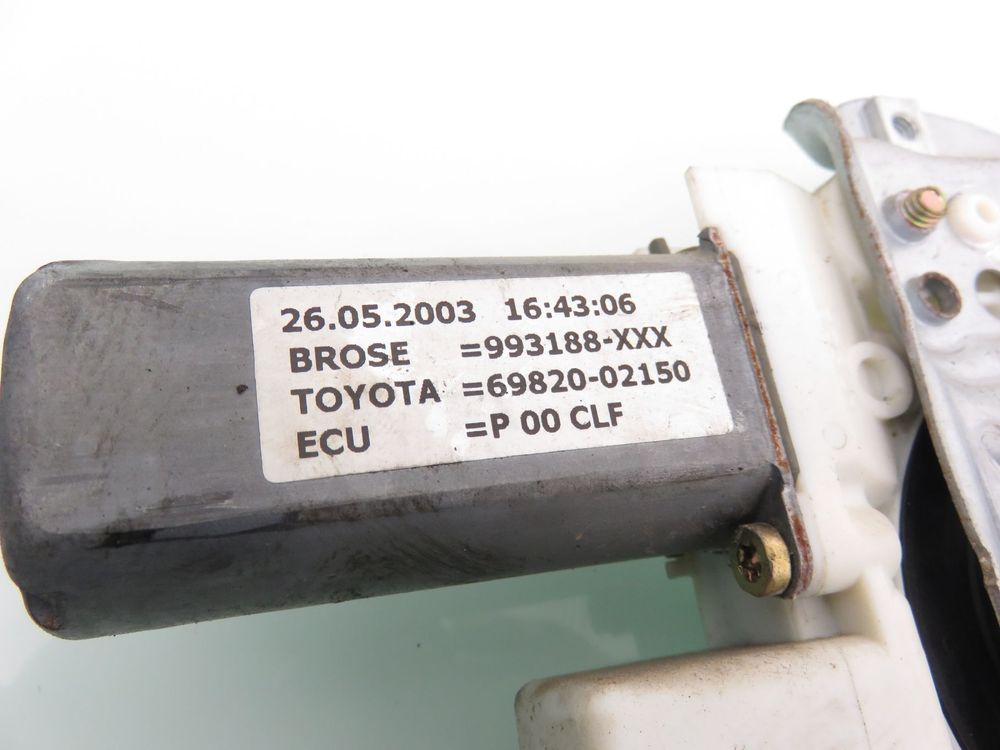 26.05.2003 16:43:06
BROSE =993188-XXX
TOYOTA =69820-02150
ECU =P 00 CLF